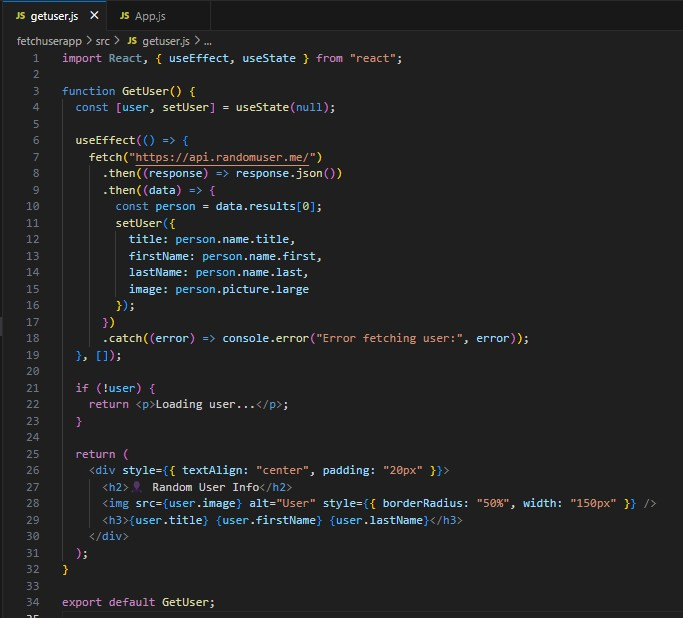 JS getuser.js × JS App.js
fetchuserapp > src > JS getuser.js > ...
1 import React, { useEffect, useState } from "react";
2
3 function GetUser() {
4   const [user, setUser] = useState(null);
5
6   useEffect(() => {
7     fetch("https://api.randomuser.me/")
8       .then((response) => response.json())
9       .then((data) => {
10         const person = data.results[0];
11         setUser({
12           title: person.name.title,
13           firstName: person.name.first,
14           lastName: person.name.last,
15           image: person.picture.large
16         });
17       })
18       .catch((error) => console.error("Error fetching user:", error));
19   }, []);
20
21   if (!user) {
22     return <p>Loading user...</p>;
23   }
24
25   return (
26     <div style={{ textAlign: "center", padding: "20px" }}>
27       <h2>👤 Random User Info</h2>
28       <img src={user.image} alt="User" style={{ borderRadius: "50%", width: "150px" }} />
29       <h3>{user.title} {user.firstName} {user.lastName}</h3>
30     </div>
31   );
32 }
33
34 export default GetUser;